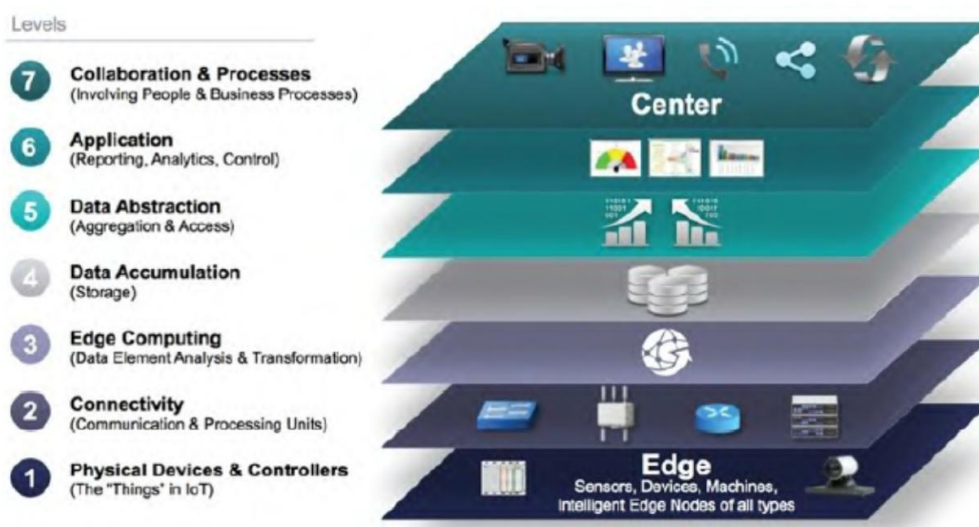 Levels
7
Collaboration & Processes
(Involving People & Business Processes)
6
Application
(Reporting, Analytics, Control)
5
Data Abstraction
(Aggregation & Access)
4
Data Accumulation
(Storage)
3
Edge Computing
(Data Element Analysis & Transformation)
2
Connectivity
(Communication & Processing Units)
1
Physical Devices & Controllers
(The "Things" in IoT)
Center
Edge
Sensors, Devices, Machines,
Intelligent Edge Nodes of all types